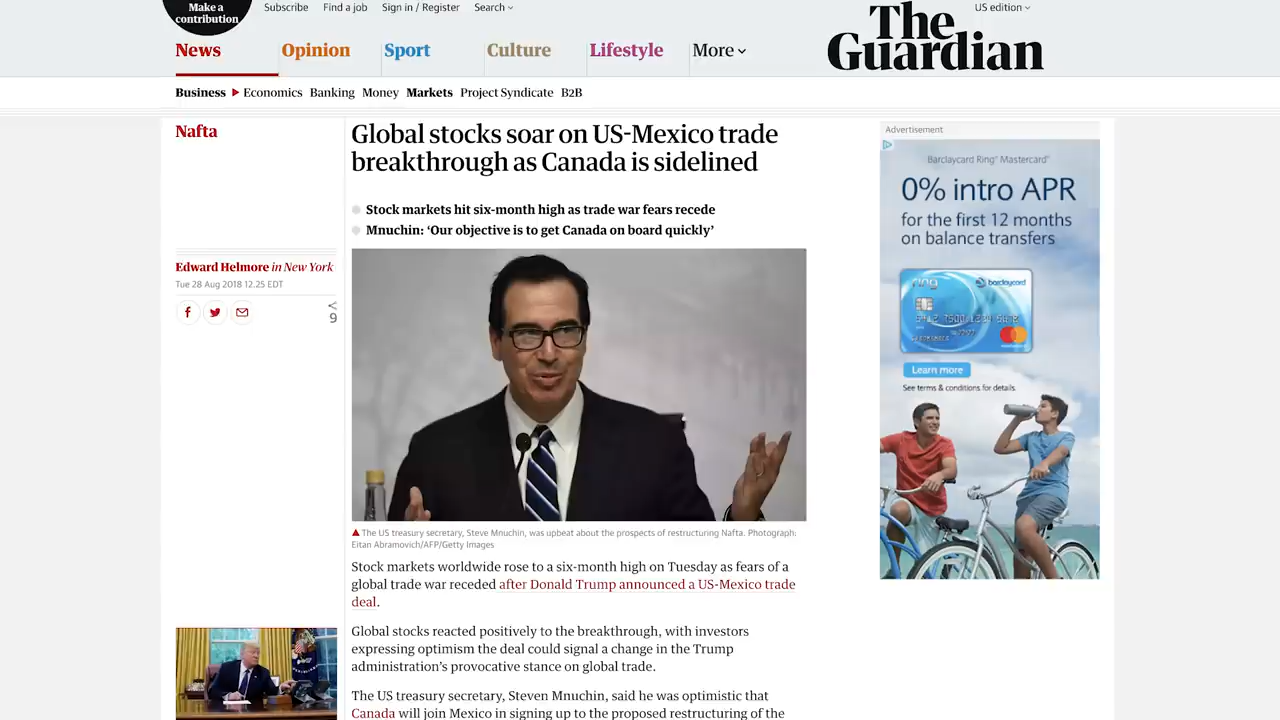 Make a
contribution
Subscribe
Find a job
Sign in / Register
Search
US edition
The
Guardian
News
Opinion
Sport
Culture
Lifestyle
More
Business
Economics
Banking
Money
Markets
Project Syndicate
B2B
Nafta
Global stocks soar on US-Mexico trade
breakthrough as Canada is sidelined
Stock markets hit six-month high as trade war fears recede
Mnuchin: ‘Our objective is to get Canada on board quickly’
Edward Helmore in New York
Tue 28 Aug 2018 12.25 EDT
9
The US treasury secretary, Steve Mnuchin, was upbeat about the prospects of restructuring Nafta. Photograph:
Eitan Abramovich/AFP/Getty Images
Stock markets worldwide rose to a six-month high on Tuesday as fears of a
global trade war receded after Donald Trump announced a US-Mexico trade
deal.
Global stocks reacted positively to the breakthrough, with investors
expressing optimism the deal could signal a change in the Trump
administration’s provocative stance on global trade.
The US treasury secretary, Steven Mnuchin, said he was optimistic that
Canada will join Mexico in signing up to the proposed restructuring of the
Advertisement
Barclaycard Ring® Mastercard®
0% intro APR
for the first 12 months
on balance transfers
ring
barclaycard
Learn more
See terms & conditions for details.